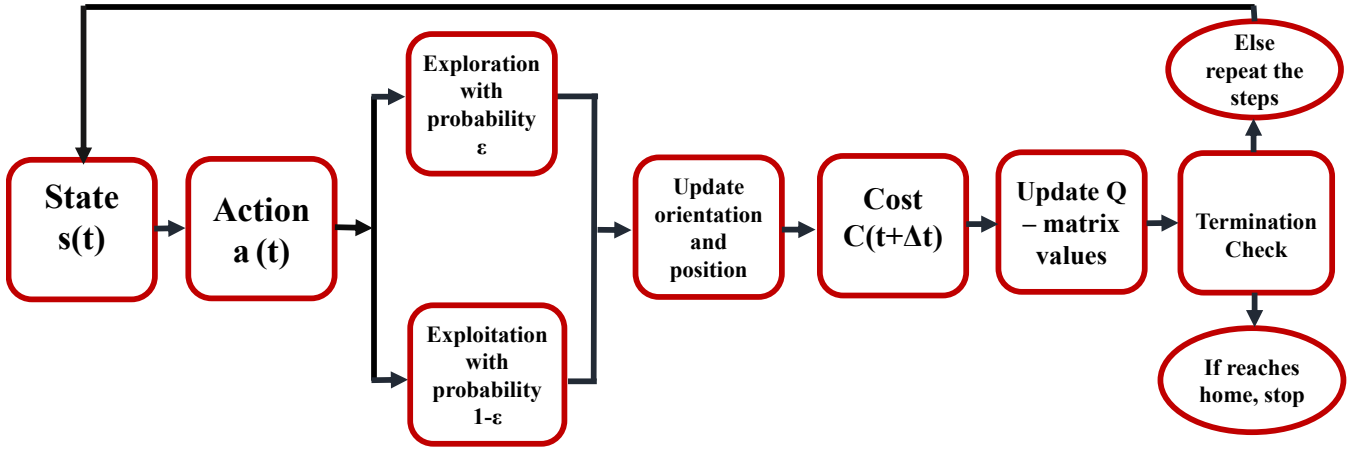 State
s(t)
Action
a (t)
Exploration
with
probability
ε
Exploitation
with
probability
1-ε
Update
orientation
and
position
Cost
C(t+Δt)
Update Q
– matrix
values
Termination
Check
Else
repeat the
steps
If reaches
home, stop